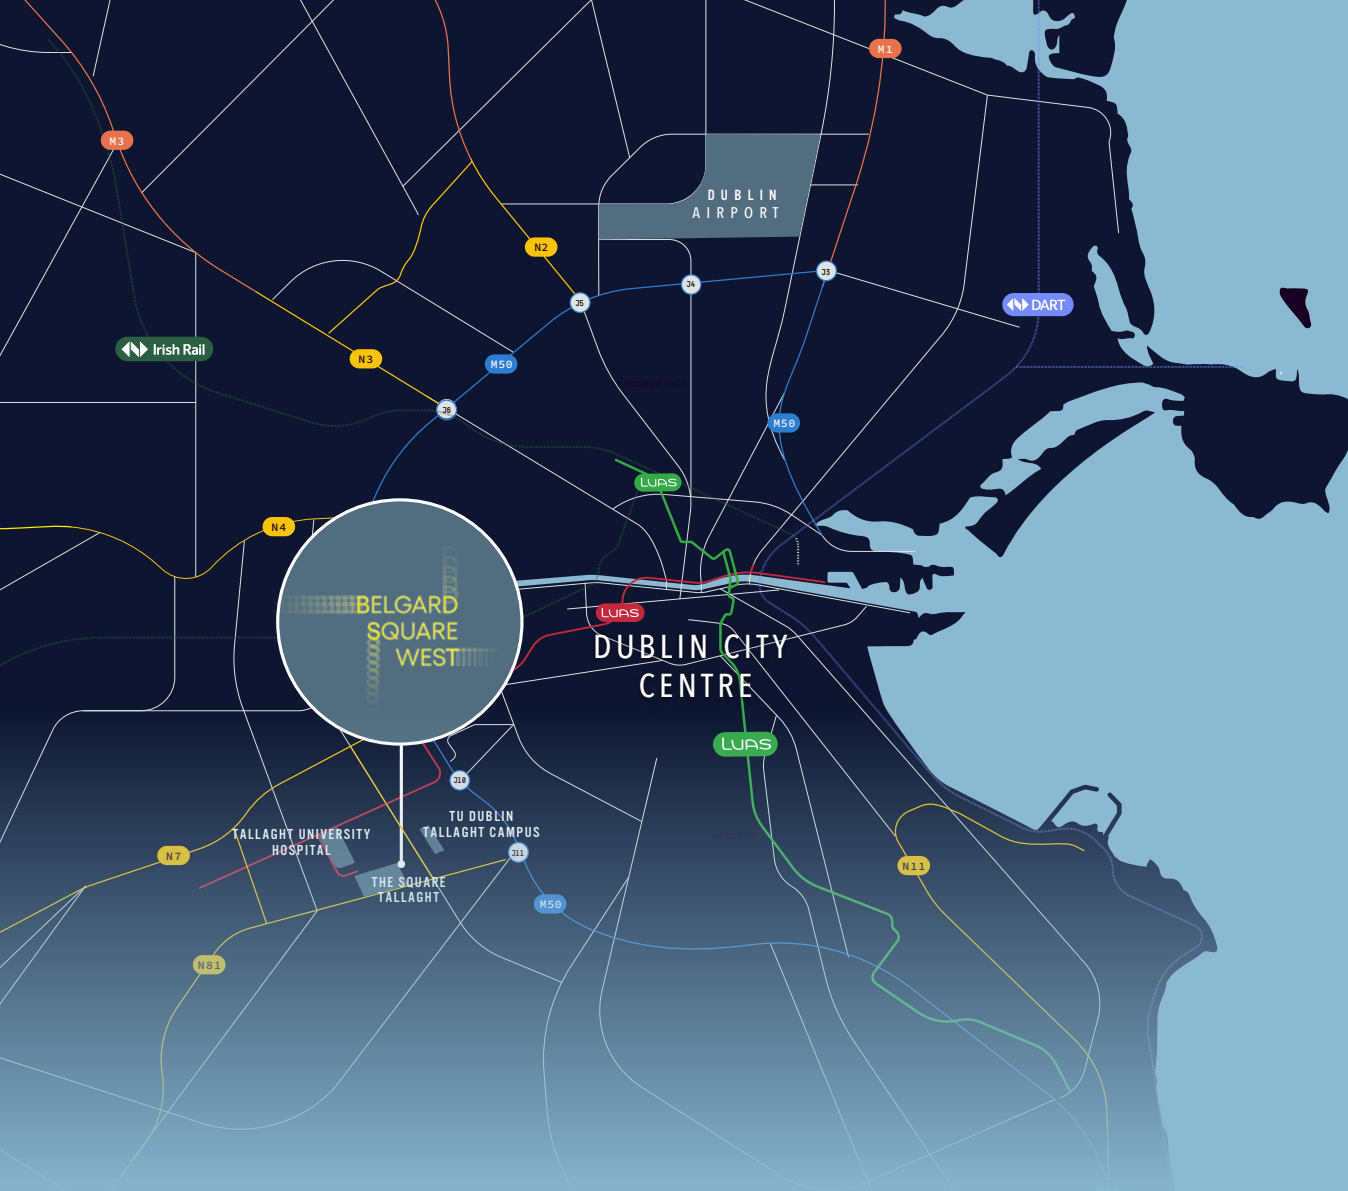 M1
M3
DUBLIN
AIRPORT
N2
J3
J4
J5
DART
Irish Rail
N3
M50
J6
M50
LUAS
N4
BELGARD
SQUARE
WEST
LUAS
DUBLIN CITY
CENTRE
LUAS
J10
TU DUBLIN
TALLAGHT CAMPUS
TALLAGHT UNIVERSITY
HOSPITAL
N7
J11
N11
THE SQUARE
TALLAGHT
M50
N81